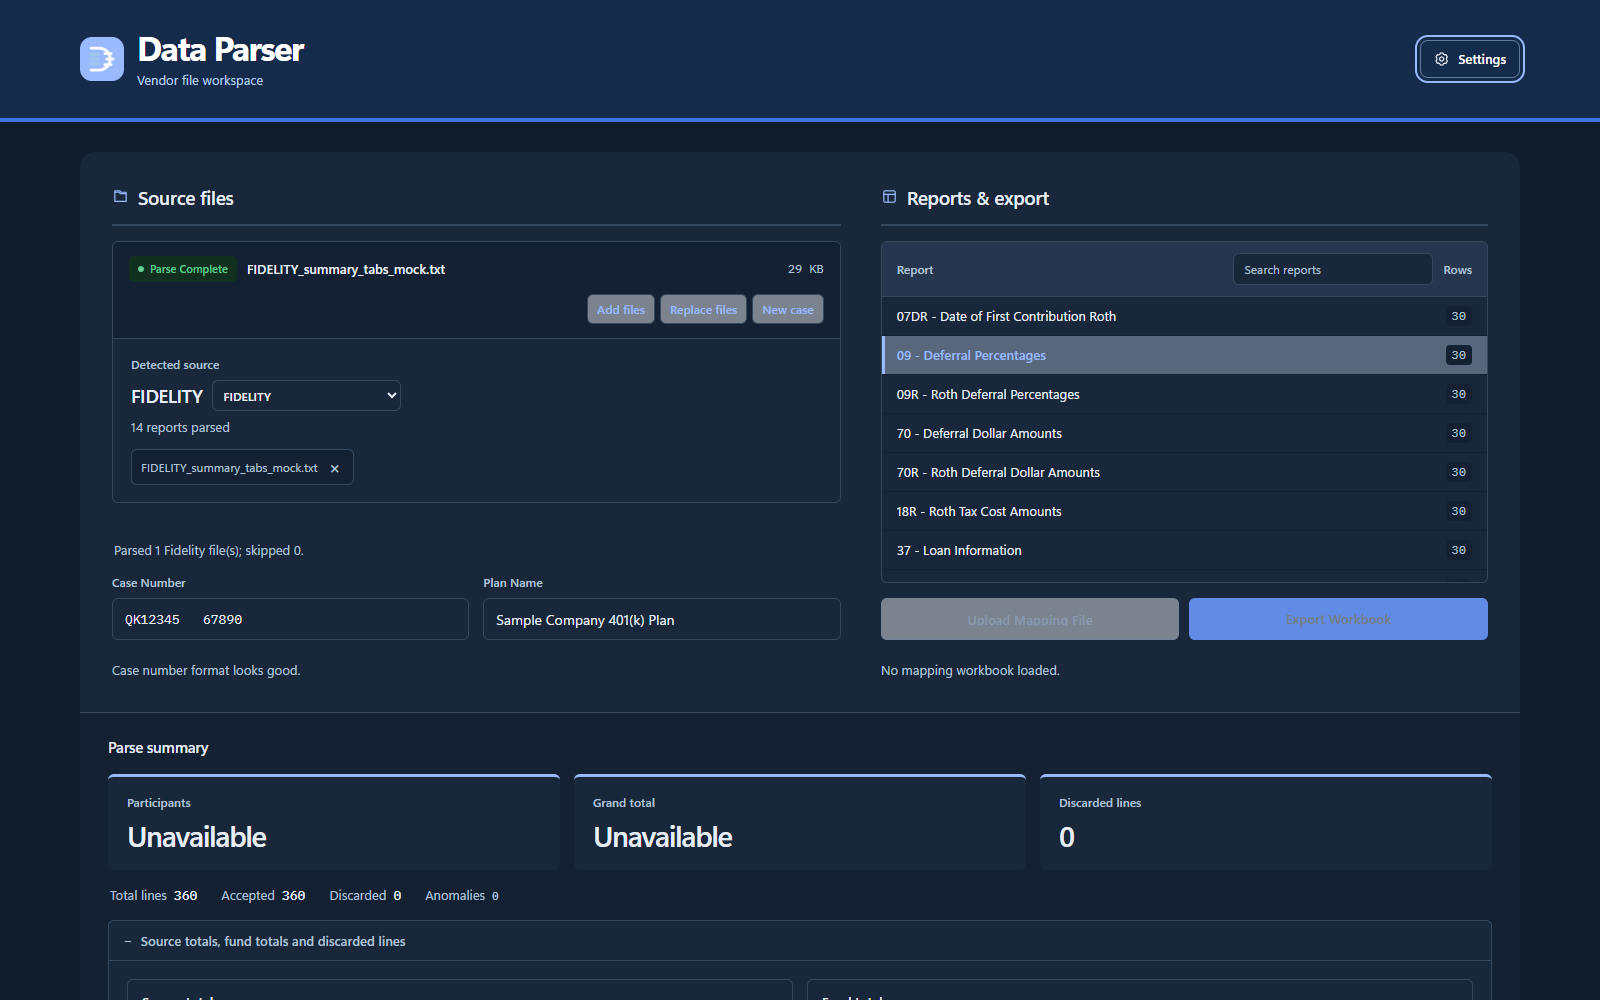 Data Parser
Vendor file workspace
Settings
Source files
Parse Complete FIDELITY_summary_tabs_mock.txt 29 KB
Add files Replace files New case
Detected source
FIDELITY FIDELITY
14 reports parsed
FIDELITY_summary_tabs_mock.txt ×
Parsed 1 Fidelity file(s); skipped 0.
Case Number Plan Name
QK12345 67890 Sample Company 401(k) Plan
Case number format looks good.
Reports & export
Report Search reports Rows
07DR - Date of First Contribution Roth 30
09 - Deferral Percentages 30
09R - Roth Deferral Percentages 30
70 - Deferral Dollar Amounts 30
70R - Roth Deferral Dollar Amounts 30
18R - Roth Tax Cost Amounts 30
37 - Loan Information 30
Upload Mapping File Export Workbook
No mapping workbook loaded.
Parse summary
Participants
Unavailable
Grand total
Unavailable
Discarded lines
0
Total lines 360 Accepted 360 Discarded 0 Anomalies 0
– Source totals, fund totals and discarded lines